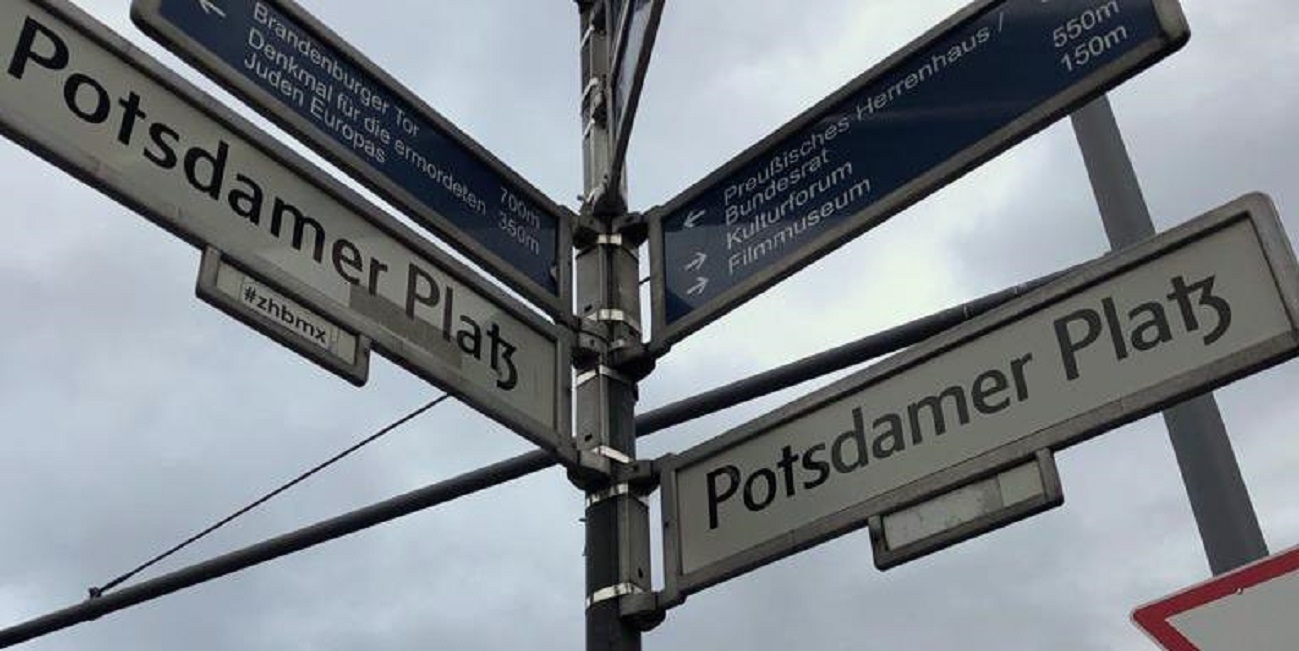 Brandenburger Tor 700m
Denkmal für die ermordeten 350m
Juden Europas
Potsdamer Platz
#zhbmx
Preußisches Herrenhaus / 550m
Bundesrat
Kulturforum 150m
Filmmuseum
Potsdamer Platz